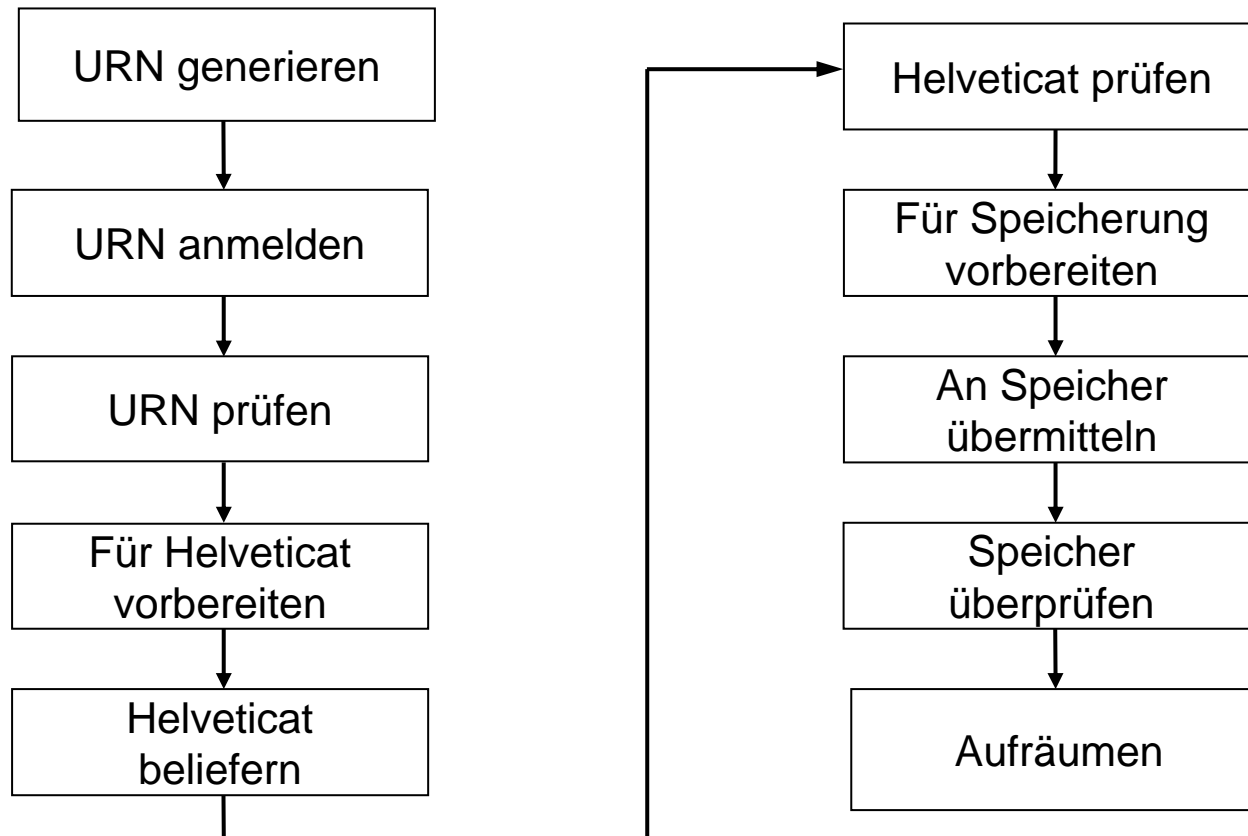 URN generieren
URN anmelden
URN prüfen
Für Helveticat
vorbereiten
Helveticat
beliefern
Helveticat prüfen
Für Speicherung
vorbereiten
An Speicher
übermitteln
Speicher
überprüfen
Aufräumen